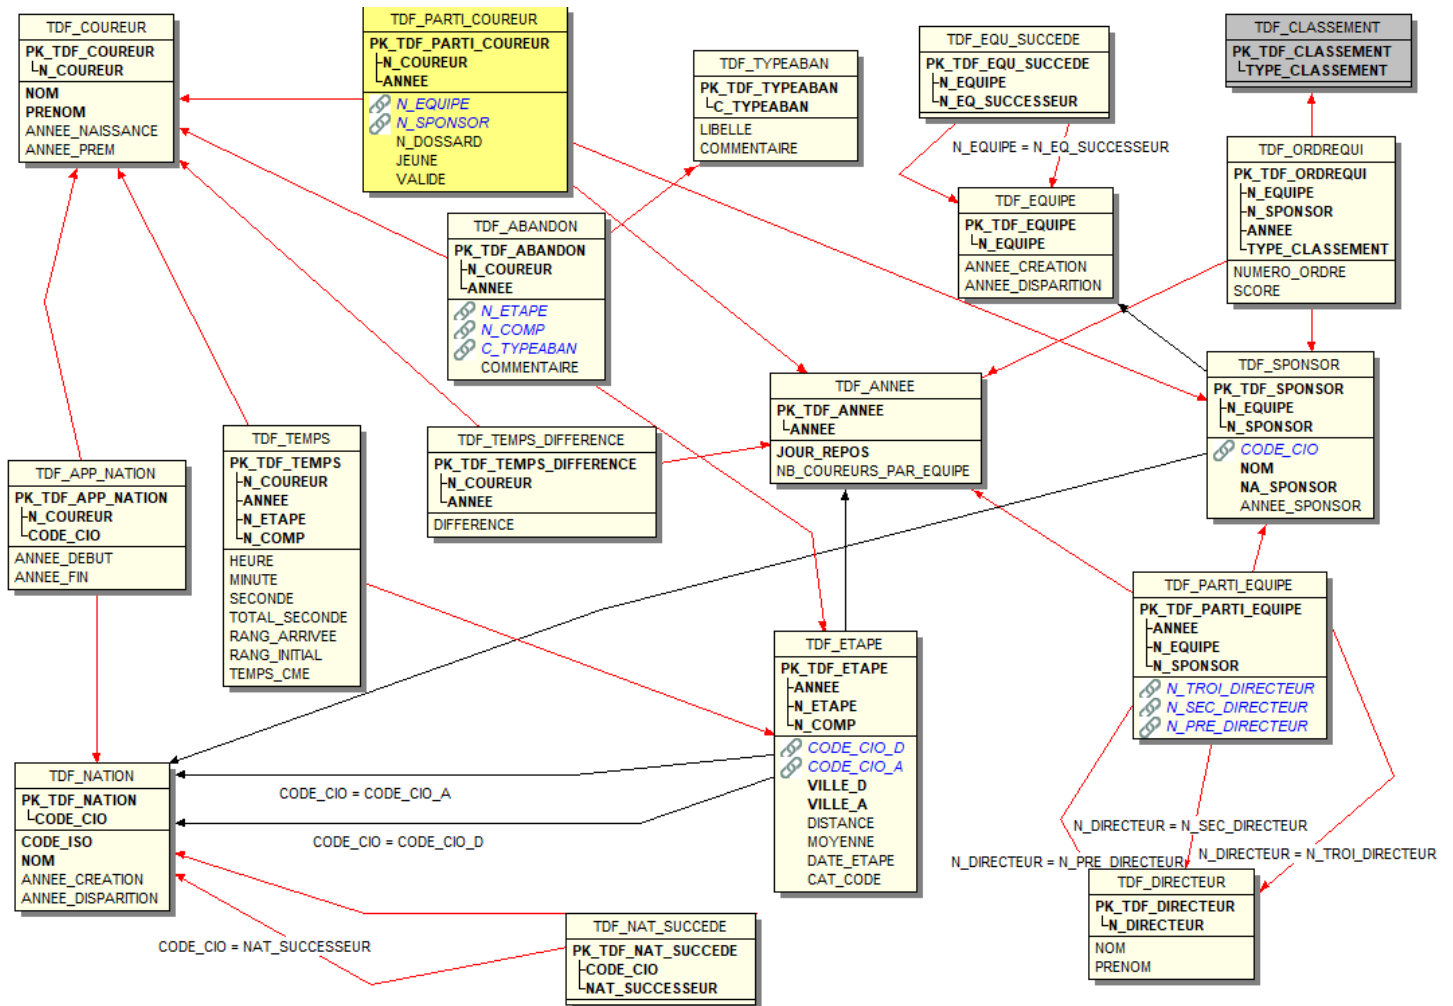 TDF_COUREUR
PK_TDF_COUREUR
N_COUREUR
NOM
PRENOM
ANNEE_NAISSANCE
ANNEE_PREM
TDF_PARTI_COUREUR
PK_TDF_PARTI_COUREUR
N_COUREUR
ANNEE
N_EQUIPE
N_SPONSOR
N_DOSSARD
JEUNE
VALIDE
TDF_TYPEABAN
PK_TDF_TYPEABAN
C_TYPEABAN
LIBELLE
COMMENTAIRE
TDF_EQU_SUCCEDE
PK_TDF_EQU_SUCCEDE
N_EQUIPE
N_EQ_SUCCESSEUR
N_EQUIPE = N_EQ_SUCCESSEUR
TDF_CLASSEMENT
PK_TDF_CLASSEMENT
TYPE_CLASSEMENT
TDF_ORDREQUI
PK_TDF_ORDREQUI
N_EQUIPE
N_SPONSOR
ANNEE
TYPE_CLASSEMENT
NUMERO_ORDRE
SCORE
TDF_EQUIPE
PK_TDF_EQUIPE
N_EQUIPE
ANNEE_CREATION
ANNEE_DISPARITION
TDF_ABANDON
PK_TDF_ABANDON
N_COUREUR
ANNEE
N_ETAPE
N_COMP
C_TYPEABAN
COMMENTAIRE
TDF_SPONSOR
PK_TDF_SPONSOR
N_EQUIPE
N_SPONSOR
CODE_CIO
NOM
NA_SPONSOR
ANNEE_SPONSOR
TDF_ANNEE
PK_TDF_ANNEE
ANNEE
JOUR_REPOS
NB_COUREURS_PAR_EQUIPE
TDF_TEMPS
PK_TDF_TEMPS
N_COUREUR
ANNEE
N_ETAPE
N_COMP
HEURE
MINUTE
SECONDE
TOTAL_SECONDE
RANG_ARRIVEE
RANG_INITIAL
TEMPS_CME
TDF_TEMPS_DIFFERENCE
PK_TDF_TEMPS_DIFFERENCE
N_COUREUR
ANNEE
DIFFERENCE
TDF_APP_NATION
PK_TDF_APP_NATION
N_COUREUR
CODE_CIO
ANNEE_DEBUT
ANNEE_FIN
TDF_PARTI_EQUIPE
PK_TDF_PARTI_EQUIPE
ANNEE
N_EQUIPE
N_SPONSOR
N_TROI_DIRECTEUR
N_SEC_DIRECTEUR
N_PRE_DIRECTEUR
TDF_ETAPE
PK_TDF_ETAPE
ANNEE
N_ETAPE
N_COMP
CODE_CIO_D
CODE_CIO_A
VILLE_D
VILLE_A
DISTANCE
MOYENNE
DATE_ETAPE
CAT_CODE
TDF_NATION
PK_TDF_NATION
CODE_CIO
CODE_ISO
NOM
ANNEE_CREATION
ANNEE_DISPARITION
CODE_CIO = CODE_CIO_A
CODE_CIO = CODE_CIO_D
N_DIRECTEUR = N_SEC_DIRECTEUR
N_DIRECTEUR = N_PRE_DIRECTEUR
N_DIRECTEUR = N_TROI_DIRECTEUR
TDF_DIRECTEUR
PK_TDF_DIRECTEUR
N_DIRECTEUR
NOM
PRENOM
CODE_CIO = NAT_SUCCESSEUR
TDF_NAT_SUCCEDE
PK_TDF_NAT_SUCCEDE
CODE_CIO
NAT_SUCCESSEUR